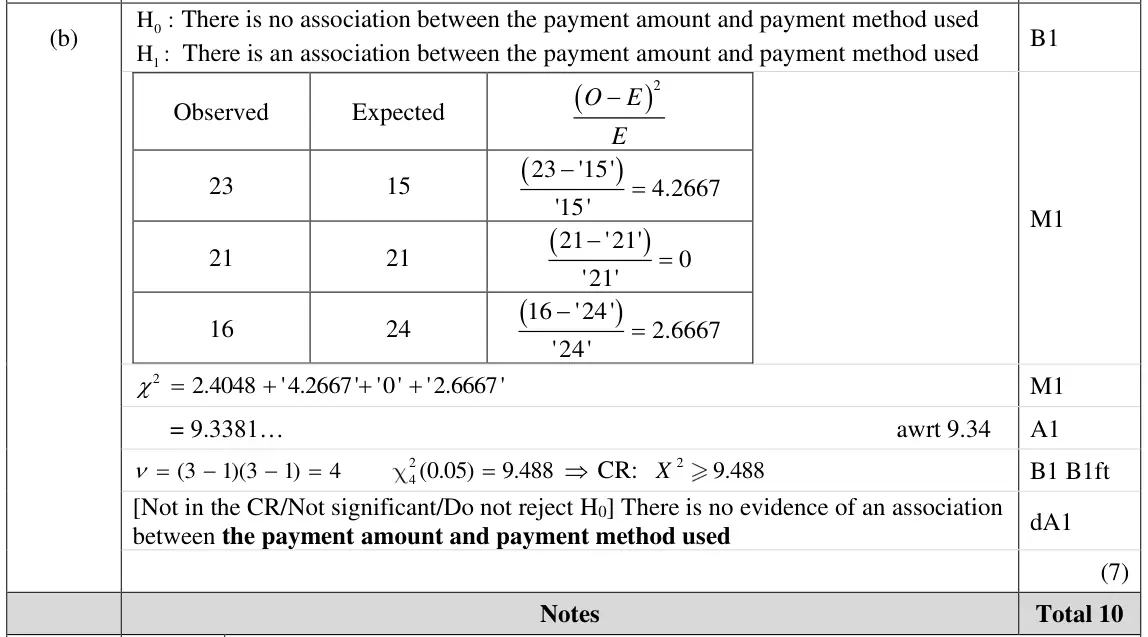 (b)
H₀ : There is no association between the payment amount and payment method used
H₁ : There is an association between the payment amount and payment method used
B1
Observed Expected (O − E)² / E
23 15 (23 − '15') / '15' = 4.2667
21 21 (21 − '21') / '21' = 0
16 24 (16 − '24') / '24' = 2.6667
M1
χ² = 2.4048 + '4.2667' + '0' + '2.6667' M1
= 9.3381… awrt 9.34 A1
ν = (3 − 1)(3 − 1) = 4 χ²₄(0.05) = 9.488 ⇒ CR: X² ⩾ 9.488 B1 B1ft
[Not in the CR/Not significant/Do not reject H₀] There is no evidence of an association
between the payment amount and payment method used
dA1
(7)
Notes Total 10